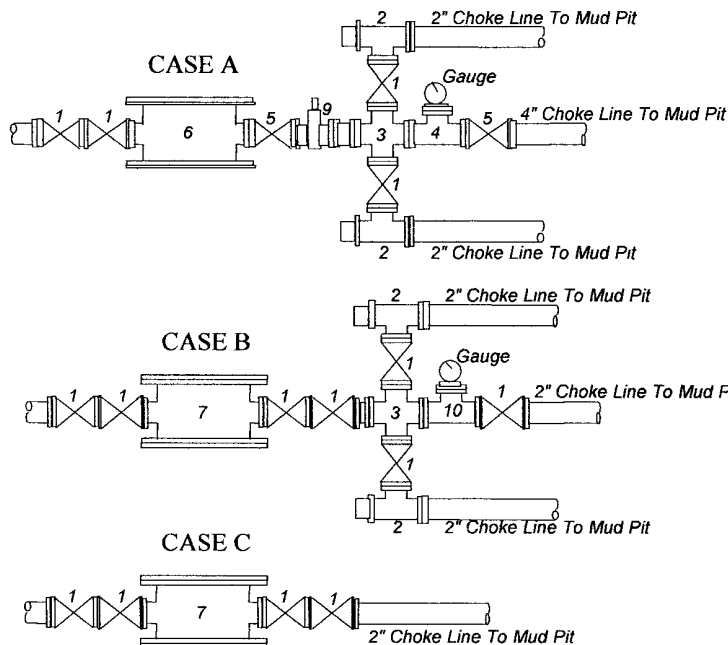 2 2" Choke Line To Mud Pit
CASE A
Gauge
1
1 1 6 5 9 3 4 5 4" Choke Line To Mud Pit
1
2 2" Choke Line To Mud Pit
2 2" Choke Line To Mud Pit
CASE B
Gauge
1
1 1 7 1 1 3 10 1 2" Choke Line To Mud P
1
2 2" Choke Line To Mud Pit
CASE C
1 1 7 1 1
2" Choke Line To Mud Pit